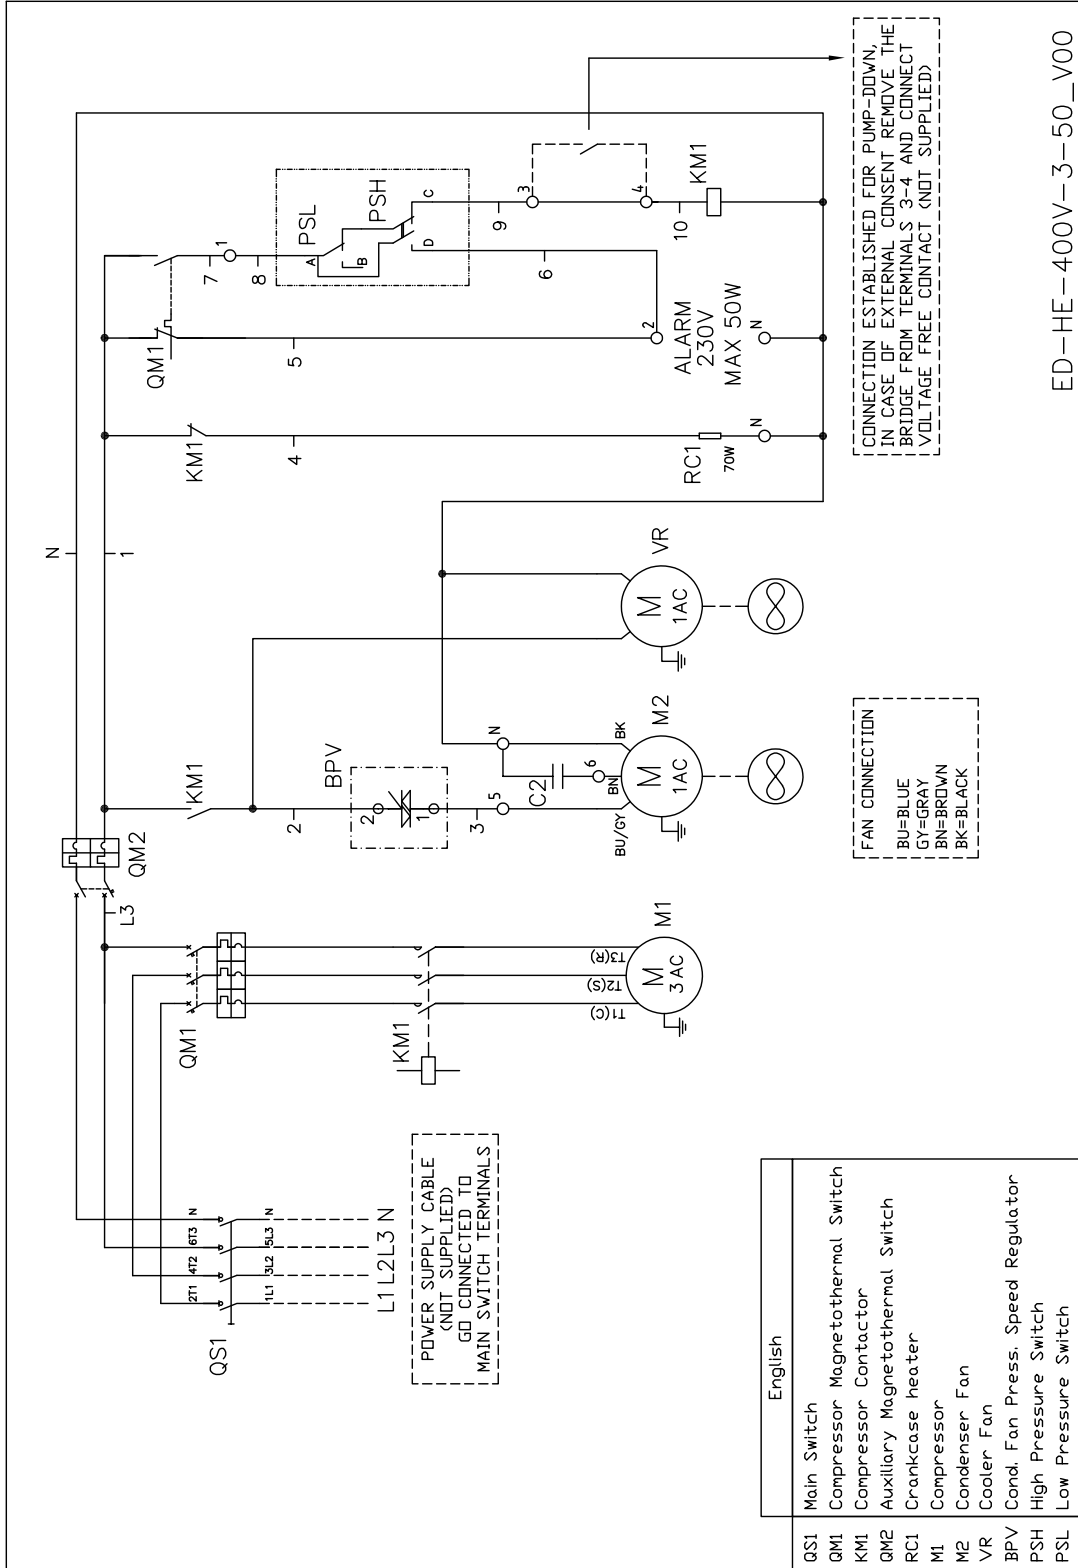 N
1
L3
QM2
QM1
KM1
T1(C)
T2(S)
T3(R)
M
3 AC
M1
QS1
2T1
4T2
6T3
N
1L1
3L2
5L3
N
L1 L2L3 N
POWER SUPPLY CABLE
(NOT SUPPLIED)
GO CONNECTED TO
MAIN SWITCH TERMINALS
KM1
2
BPV
2
1
3
5
N
C2
6
BU/GY
BN
BK
M
1AC
M2
M
1AC
VR
FAN CONNECTION
BU=BLUE
GY=GRAY
BN=BROWN
BK=BLACK
KM1
4
RC1
70W
N
QM1
5
2
ALARM
230V
MAX 50W
N
7
1
8
PSL
PSH
A
B
C
D
6
9
3
4
10
KM1
CONNECTION ESTABLISHED FOR PUMP-DOWN,
IN CASE OF EXTERNAL CONSENT REMOVE THE
BRIDGE FROM TERMINALS 3-4 AND CONNECT
VOLTAGE FREE CONTACT (NOT SUPPLIED)
ED-HE-400V-3-50_V00
English
QS1 Main Switch
QM1 Compressor Magnetothermal Switch
KM1 Compressor Contactor
QM2 Auxiliary Magnetothermal Switch
RC1 Crankcase heater
M1 Compressor
M2 Condenser Fan
VR Cooler Fan
BPV Cond. Fan Press. Speed Regulator
PSH High Pressure Switch
PSL Low Pressure Switch